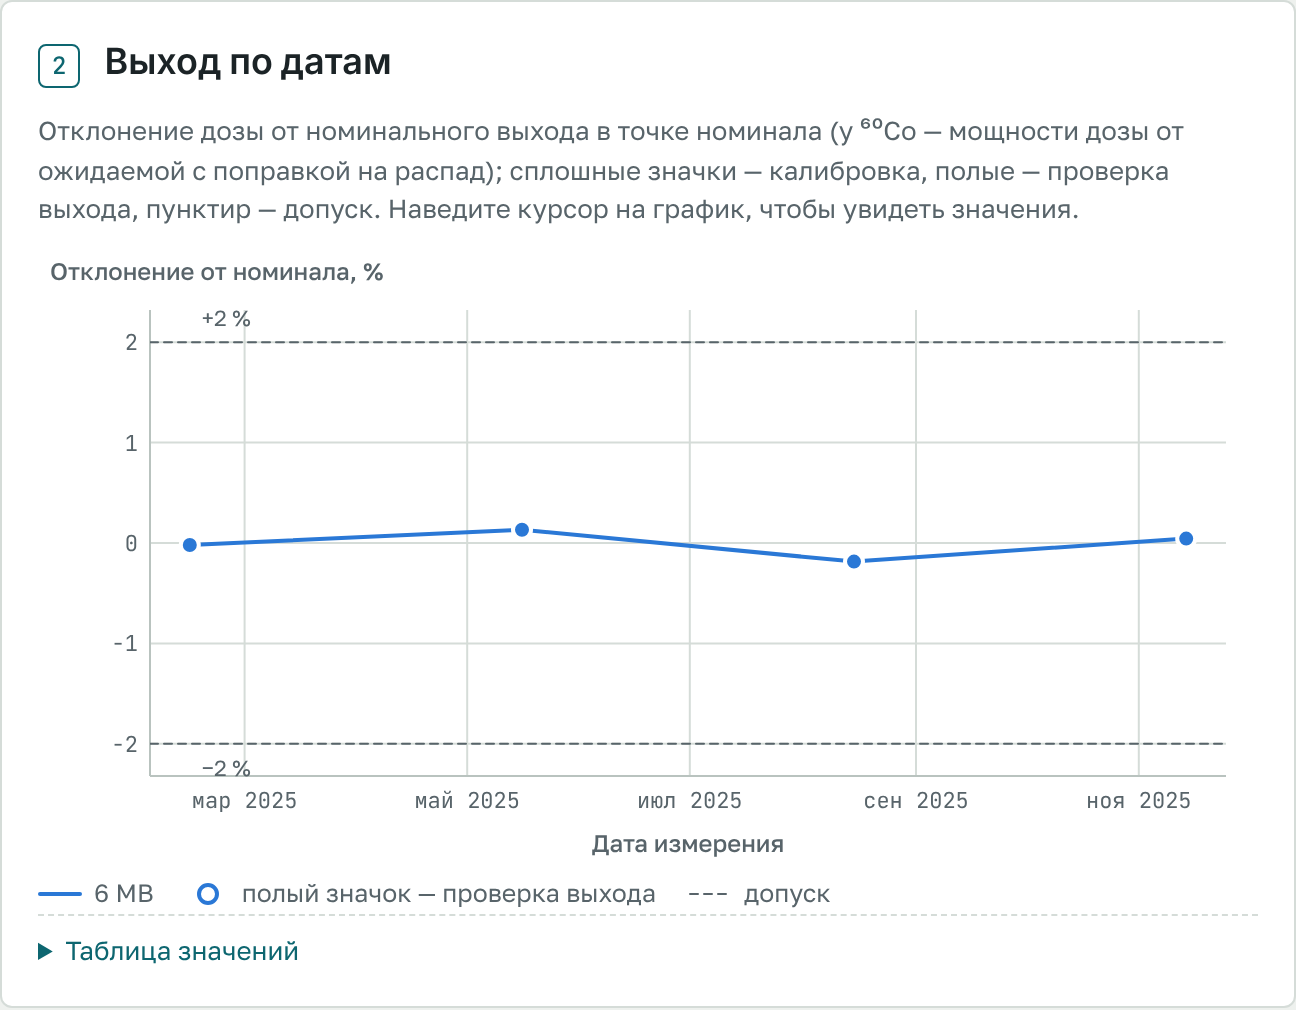 2 Выход по датам
Отклонение дозы от номинального выхода в точке номинала (у ⁶⁰Co — мощности дозы от
ожидаемой с поправкой на распад); сплошные значки — калибровка, полые — проверка
выхода, пунктир — допуск. Наведите курсор на график, чтобы увидеть значения.
Отклонение от номинала, %
+2 %
2
1
0
-1
-2
−2 %
мар 2025 май 2025 июл 2025 сен 2025 ноя 2025
Дата измерения
6 МВ полый значок — проверка выхода допуск
Таблица значений